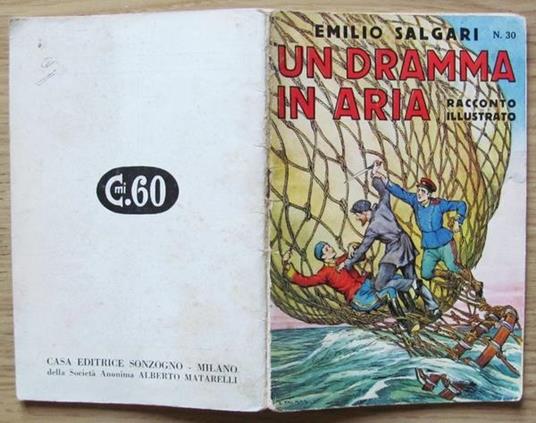 EMILIO SALGARI N. 30
UN DRAMMA
IN ARIA
RACCONTO
ILLUSTRATO
Cmi.60
CASA EDITRICE SONZOGNO - MILANO
della Società Anonima ALBERTO MATARELLI